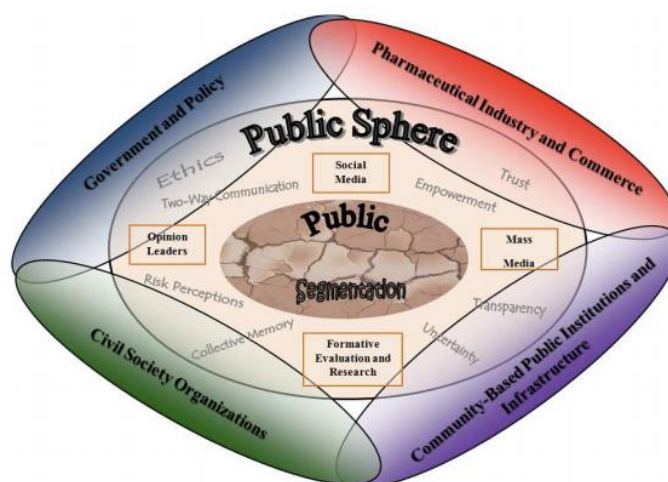 Government and Policy
Pharmaceutical Industry and Commerce
Public Sphere
Ethics
Trust
Two-Way Communication
Social
Media
Empowerment
Public
Opinion
Leaders
Mass
Media
Segmentation
Risk Perceptions
Transparency
Collective Memory
Formative
Evaluation and
Research
Uncertainty
Civil Society Organizations
Community-Based Public Institutions and
Infrastructure